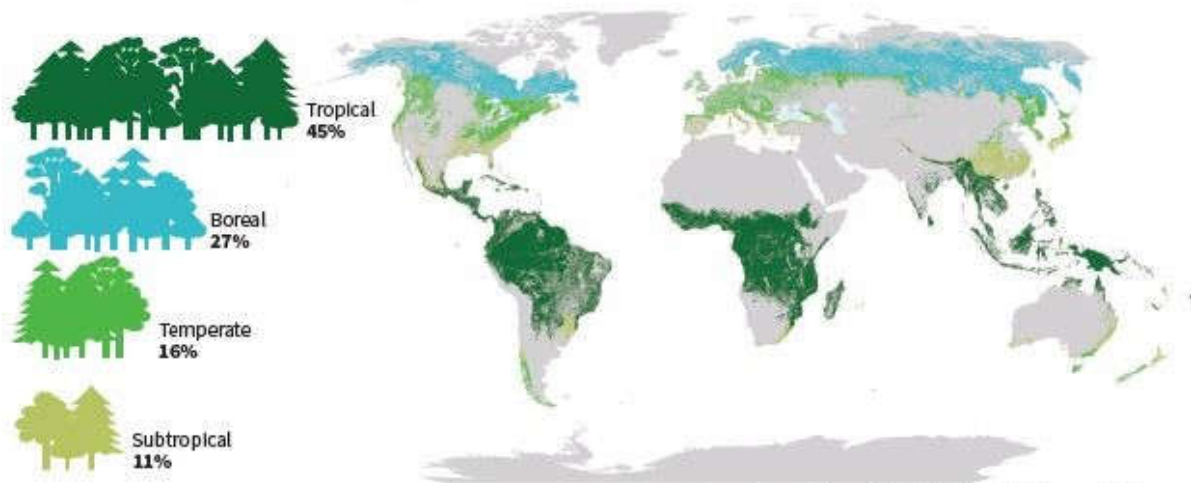 Tropical
45%
Boreal
27%
Temperate
16%
Subtropical
11%